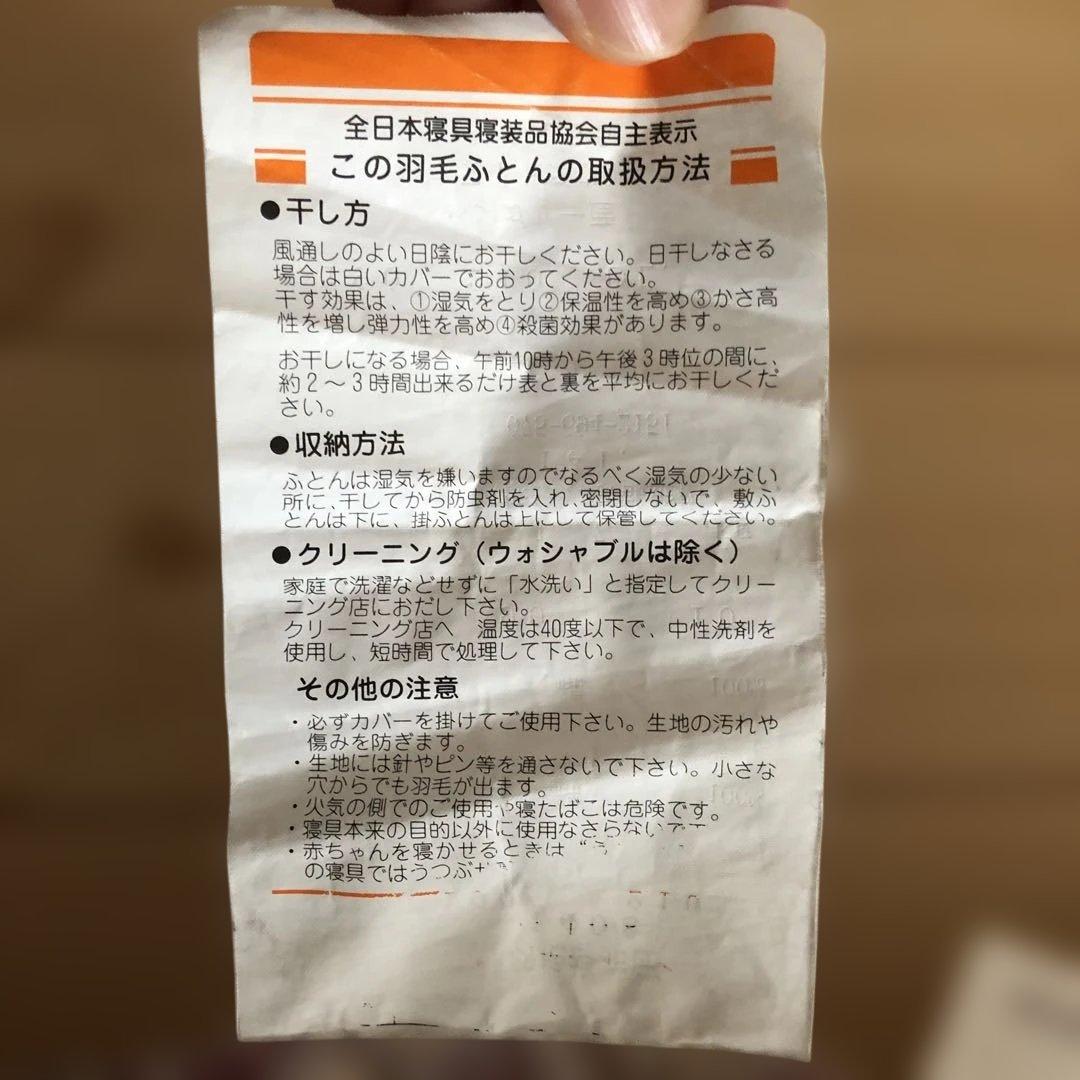 全日本寝具寝装品協会自主表示
この羽毛ふとんの取扱方法
●干し方
風通しのよい日陰にお干しください。日干しなさる
場合は白いカバーでおおってください。
干す効果は、①湿気をとり②保温性を高め③かさ高
性を増し弾力性を高め④殺菌効果があります。
お干しになる場合、午前10時から午後3時位の間に、
約2〜3時間出来るだけ表と裏を平均にお干しくだ
さい。
●収納方法
ふとんは湿気を嫌いますのでなるべく湿気の少ない
所に、干してから防虫剤を入れ、密閉しないで、敷ふ
とんは下に、掛ふとんは上にして保管してください。
●クリーニング（ウォシャブルは除く）
家庭で洗濯などせずに「水洗い」と指定してクリー
ニング店におだし下さい。
クリーニング店へ　温度は40度以下で、中性洗剤を
使用し、短時間で処理して下さい。
その他の注意
・必ずカバーを掛けてご使用下さい。生地の汚れや
傷みを防ぎます。
・生地には針やピン等を通さないで下さい。小さな
穴からでも羽毛が出ます。
・火気の側でのご使用や寝たばこは危険です。
・寝具本来の目的以外に使用なさらないで
・赤ちゃんを寝かせるときは“う
の寝具ではうつぶ